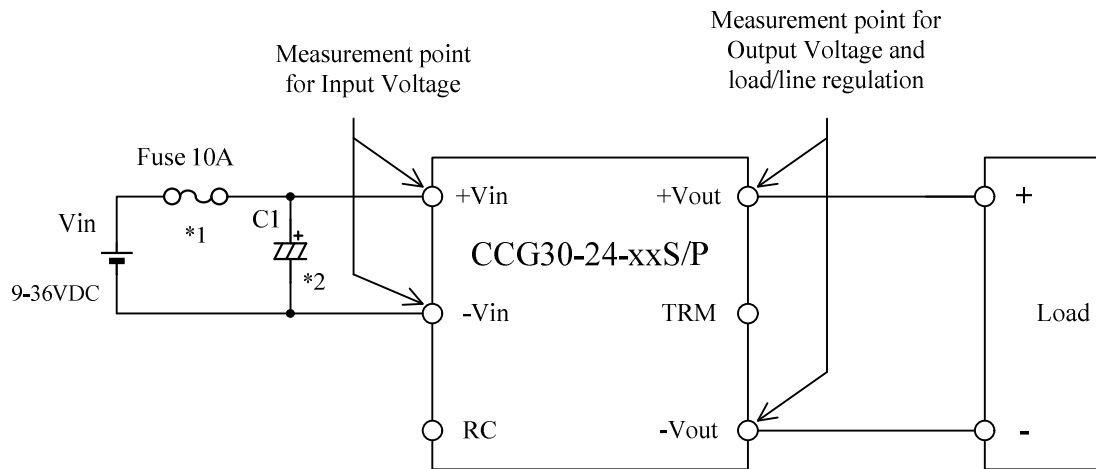 Measurement point
for Input Voltage
Measurement point for
Output Voltage and
load/line regulation
Fuse 10A
*1
Vin
9-36VDC
C1
+
*2
+Vin
-Vin
RC
CCG30-24-xxS/P
+Vout
TRM
-Vout
+
Load
-